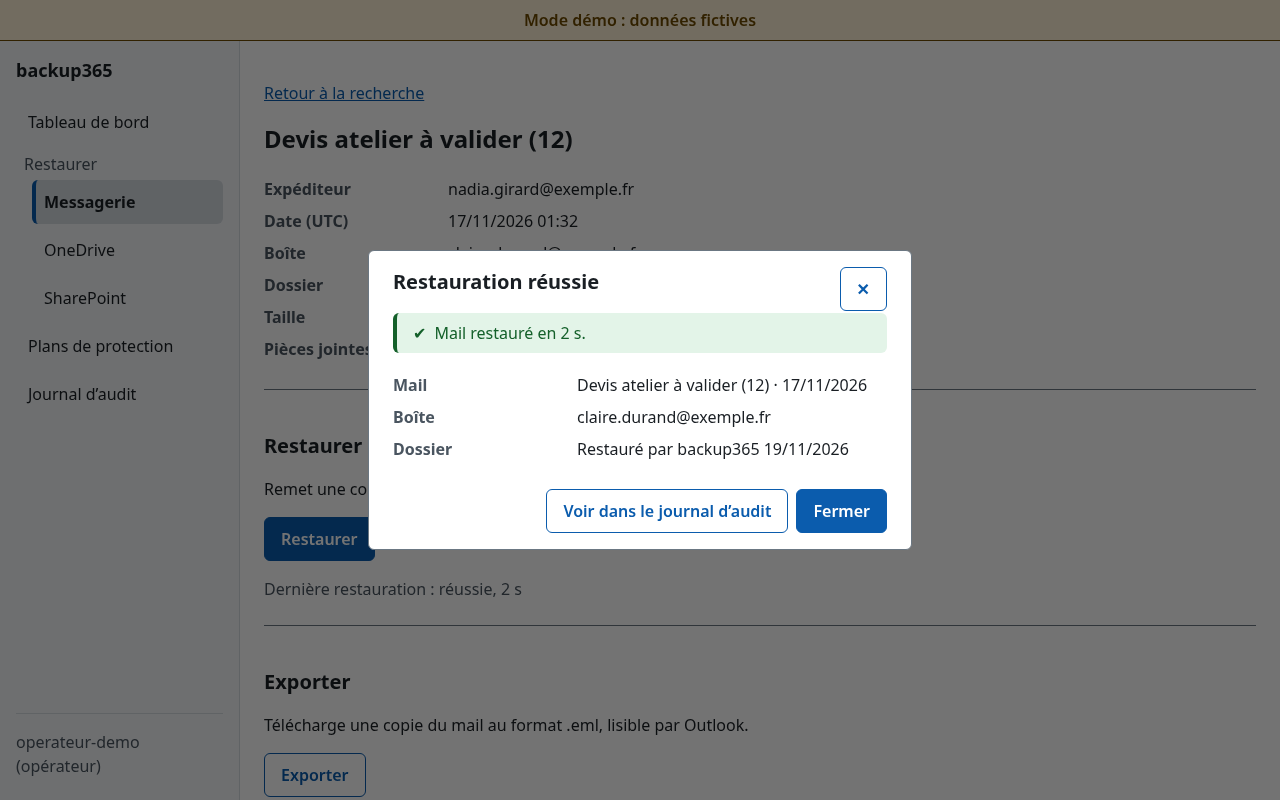 Mode démo : données fictives
backup365
Tableau de bord
Restaurer
Messagerie
OneDrive
SharePoint
Plans de protection
Journal d’audit
operateur-demo
(opérateur)
Retour à la recherche
Devis atelier à valider (12)
Expéditeur nadia.girard@exemple.fr
Date (UTC) 17/11/2026 01:32
Boîte
Dossier
Taille
Pièces jointes
Restaurer
Remet une co
Restaurer
Dernière restauration : réussie, 2 s
Exporter
Télécharge une copie du mail au format .eml, lisible par Outlook.
Exporter
Restauration réussie
×
✔ Mail restauré en 2 s.
Mail Devis atelier à valider (12) · 17/11/2026
Boîte claire.durand@exemple.fr
Dossier Restauré par backup365 19/11/2026
Voir dans le journal d’audit
Fermer